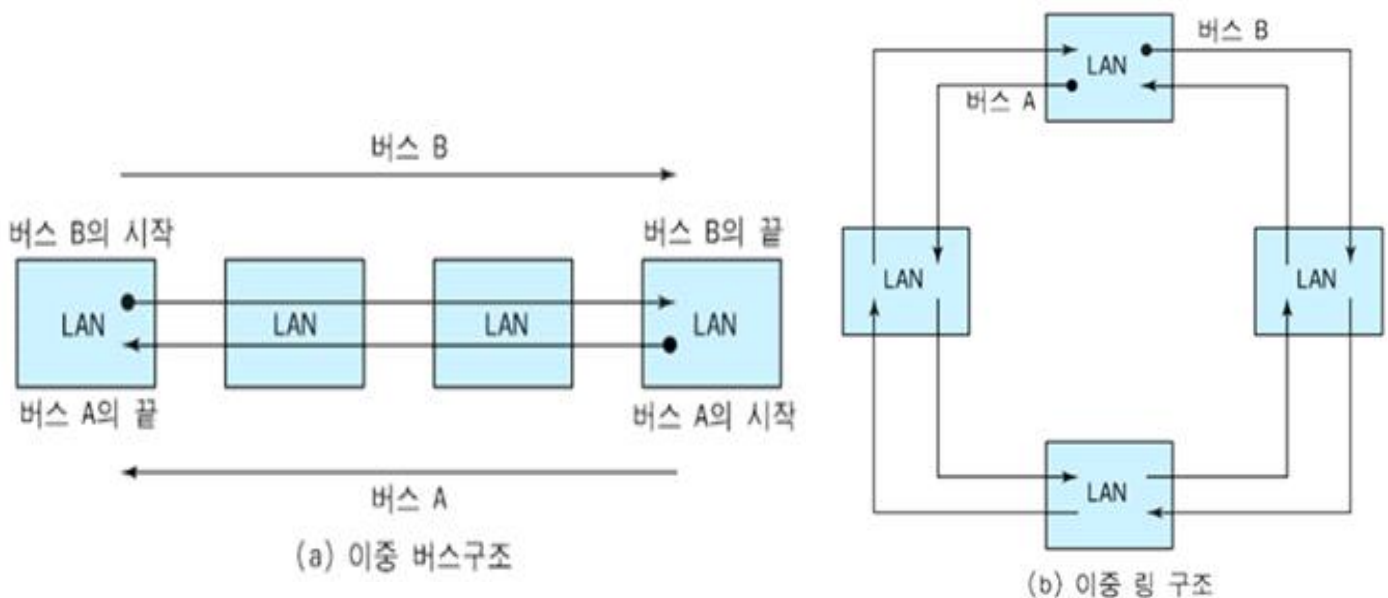 버스 B
버스 B의 시작
버스 B의 끝
LAN
LAN
LAN
LAN
버스 A의 끝
버스 A의 시작
버스 A
(a) 이중 버스구조
버스 B
LAN
버스 A
LAN
LAN
LAN
(b) 이중 링 구조